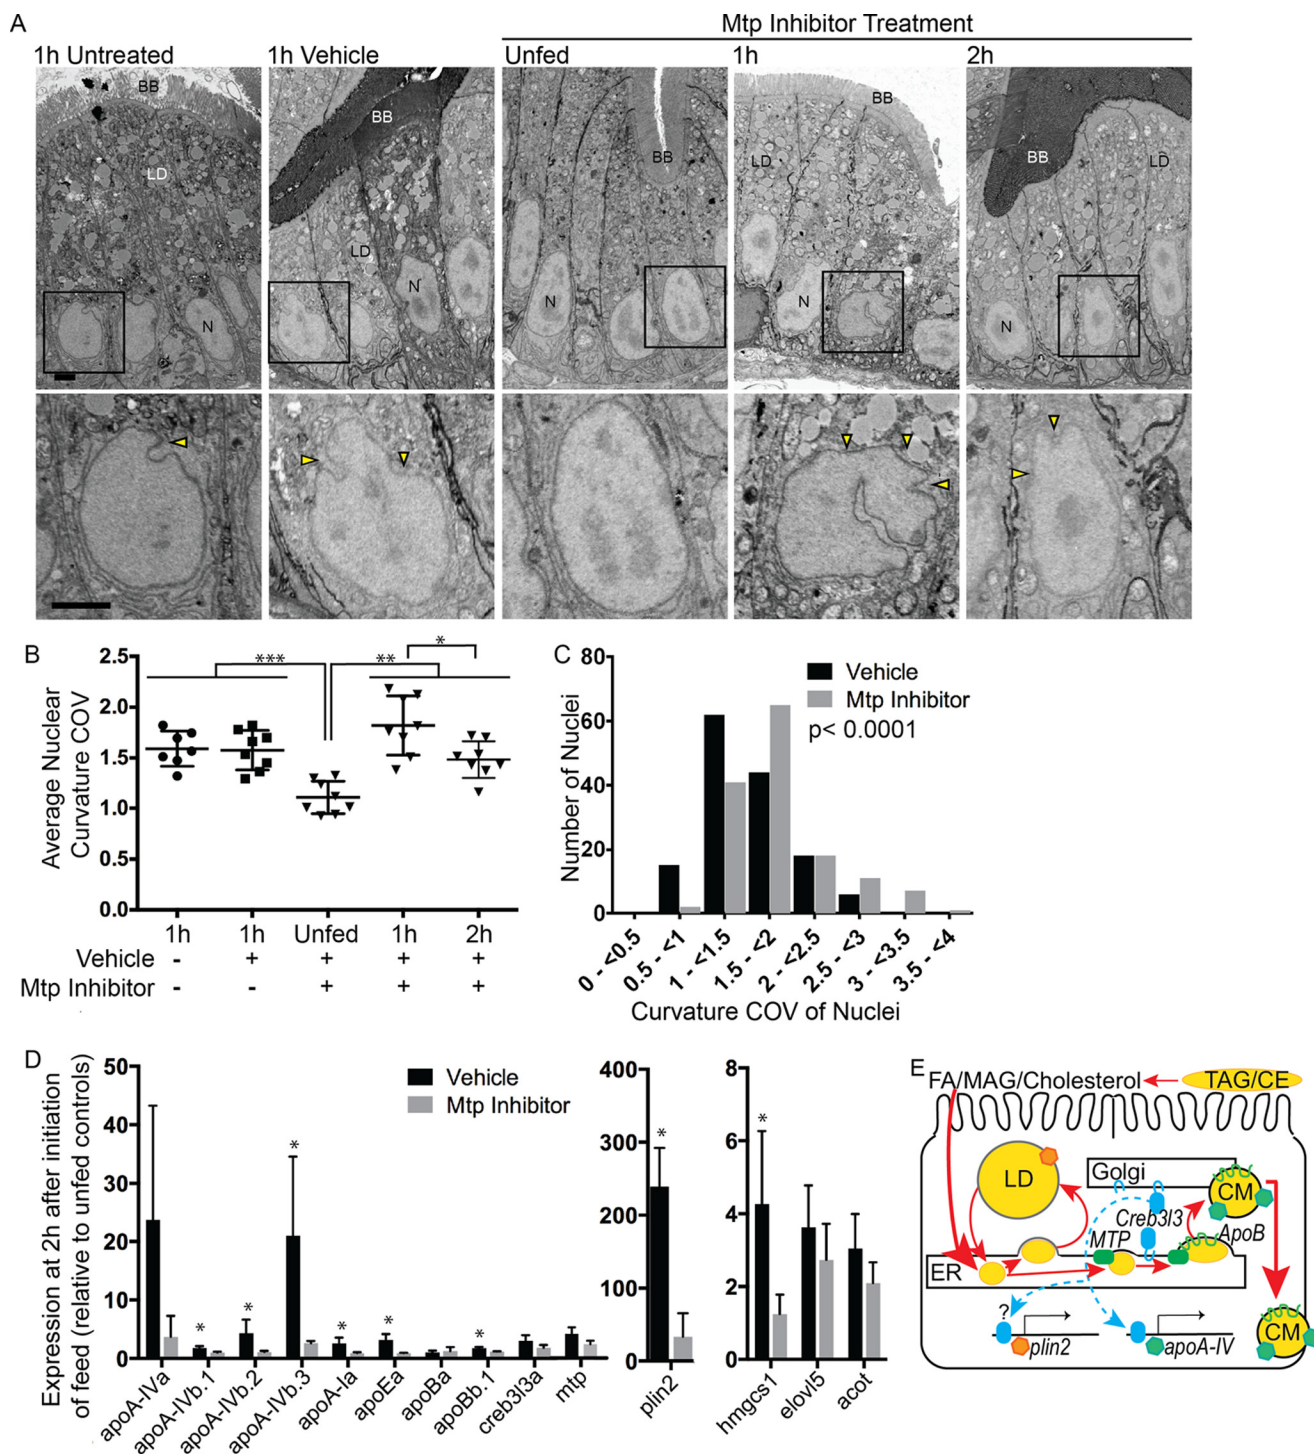 A
Mtp Inhibitor Treatment
1h Untreated
1h Vehicle
Unfed
1h
2h
BB
LD
N
BB
LD
N
BB
N
BB
LD
N
BB
LD
N
B
Average Nuclear
Curvature COV
2.5
2.0
1.5
1.0
0.5
0.0
***
**
*
1h 1h Unfed 1h 2h
Vehicle - + + + +
Mtp Inhibitor - - + + +
C
Number of Nuclei
80
60
40
20
0
Vehicle
Mtp Inhibitor
p< 0.0001
0 - <0.5
0.5 - <1
1 - <1.5
1.5 - <2
2 - <2.5
2.5 - <3
3 - <3.5
3.5 - <4
Curvature COV of Nuclei
D
Expression at 2h after initiation
of feed (relative to unfed controls)
50
40
30
20
10
0
Vehicle
Mtp Inhibitor
* * * * * *
apoA-IVa
apoA-IVb.1
apoA-IVb.2
apoA-IVb.3
apoA-Ia
apoEa
apoBa
apoBb.1
creb3l3a
mtp
400
300
200
100
0
*
plin2
8
6
4
2
0
*
hmgcs1
elovl5
acot
E
FA/MAG/Cholesterol
TAG/CE
LD
Golgi
CM
Creb3l3
MTP
ApoB
ER
?
plin2
apoA-IV
CM